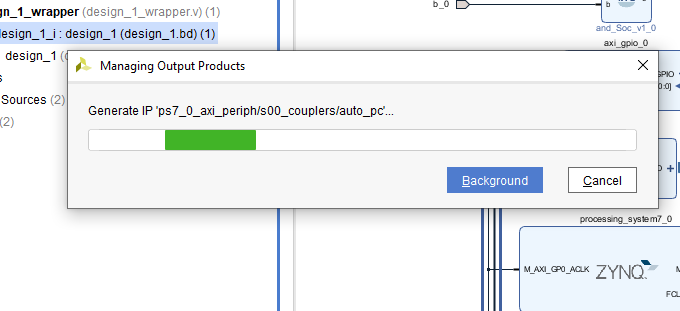 gn_1_wrapper (design_1_wrapper.v) (1)
design_1_i : design_1 (design_1.bd) (1)
design_1 (d
s
Sources (2)
(2)
b_0
b
and_Soc_v1_0
axi_gpio_0
Managing Output Products
Generate IP 'ps7_0_axi_periph/s00_couplers/auto_pc'...
Background
Cancel
GPIO
0:0]
processing_system7_0
M_AXI_GP0_ACLK
ZYNQ
M
FCL